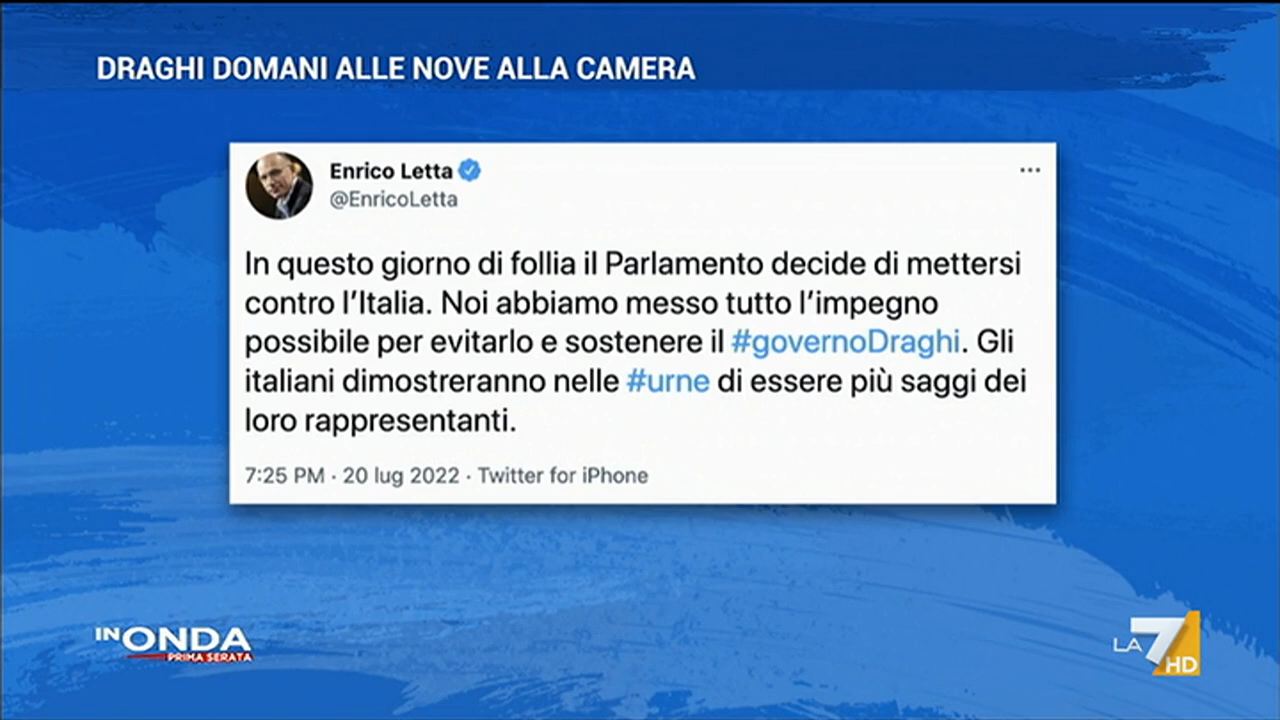 DRAGHI DOMANI ALLE NOVE ALLA CAMERA
Enrico Letta
@EnricoLetta
In questo giorno di follia il Parlamento decide di mettersi
contro l’Italia. Noi abbiamo messo tutto l’impegno
possibile per evitarlo e sostenere il #governoDraghi. Gli
italiani dimostreranno nelle #urne di essere più saggi dei
loro rappresentanti.
7:25 PM · 20 lug 2022 · Twitter for iPhone
IN ONDA
PRIMA SERATA
LA 7 HD